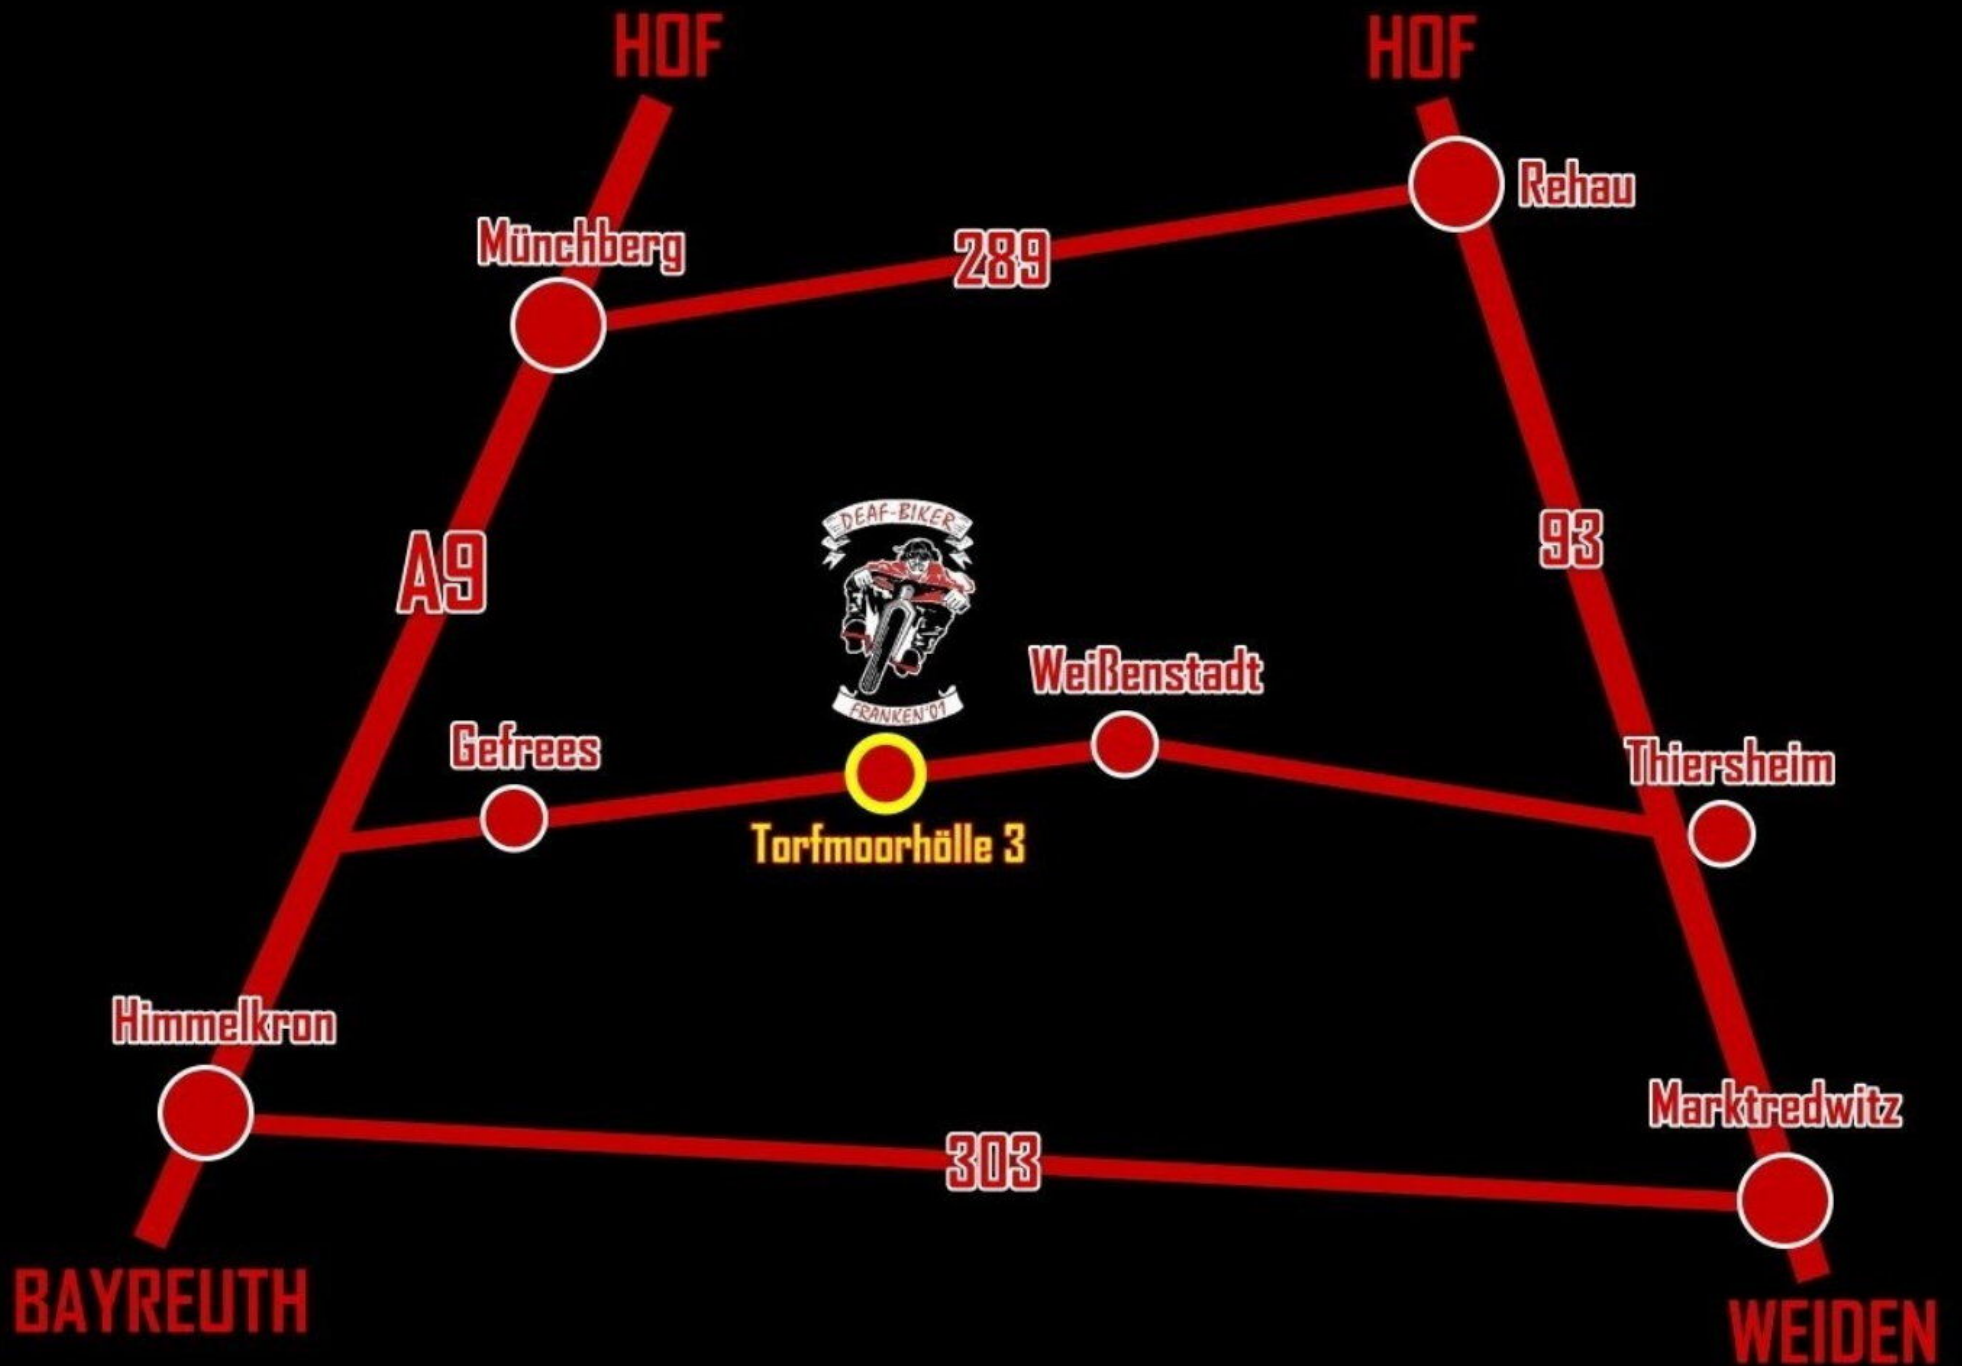 HOF
HOF
Rehau
Münchberg
289
DEAF-BIKER
A9
93
Weißenstadt
FRANKEN'01
Gefrees
Thiersheim
Torfmoorhölle 3
Himmelkron
Marktredwitz
303
BAYREUTH
WEIDEN